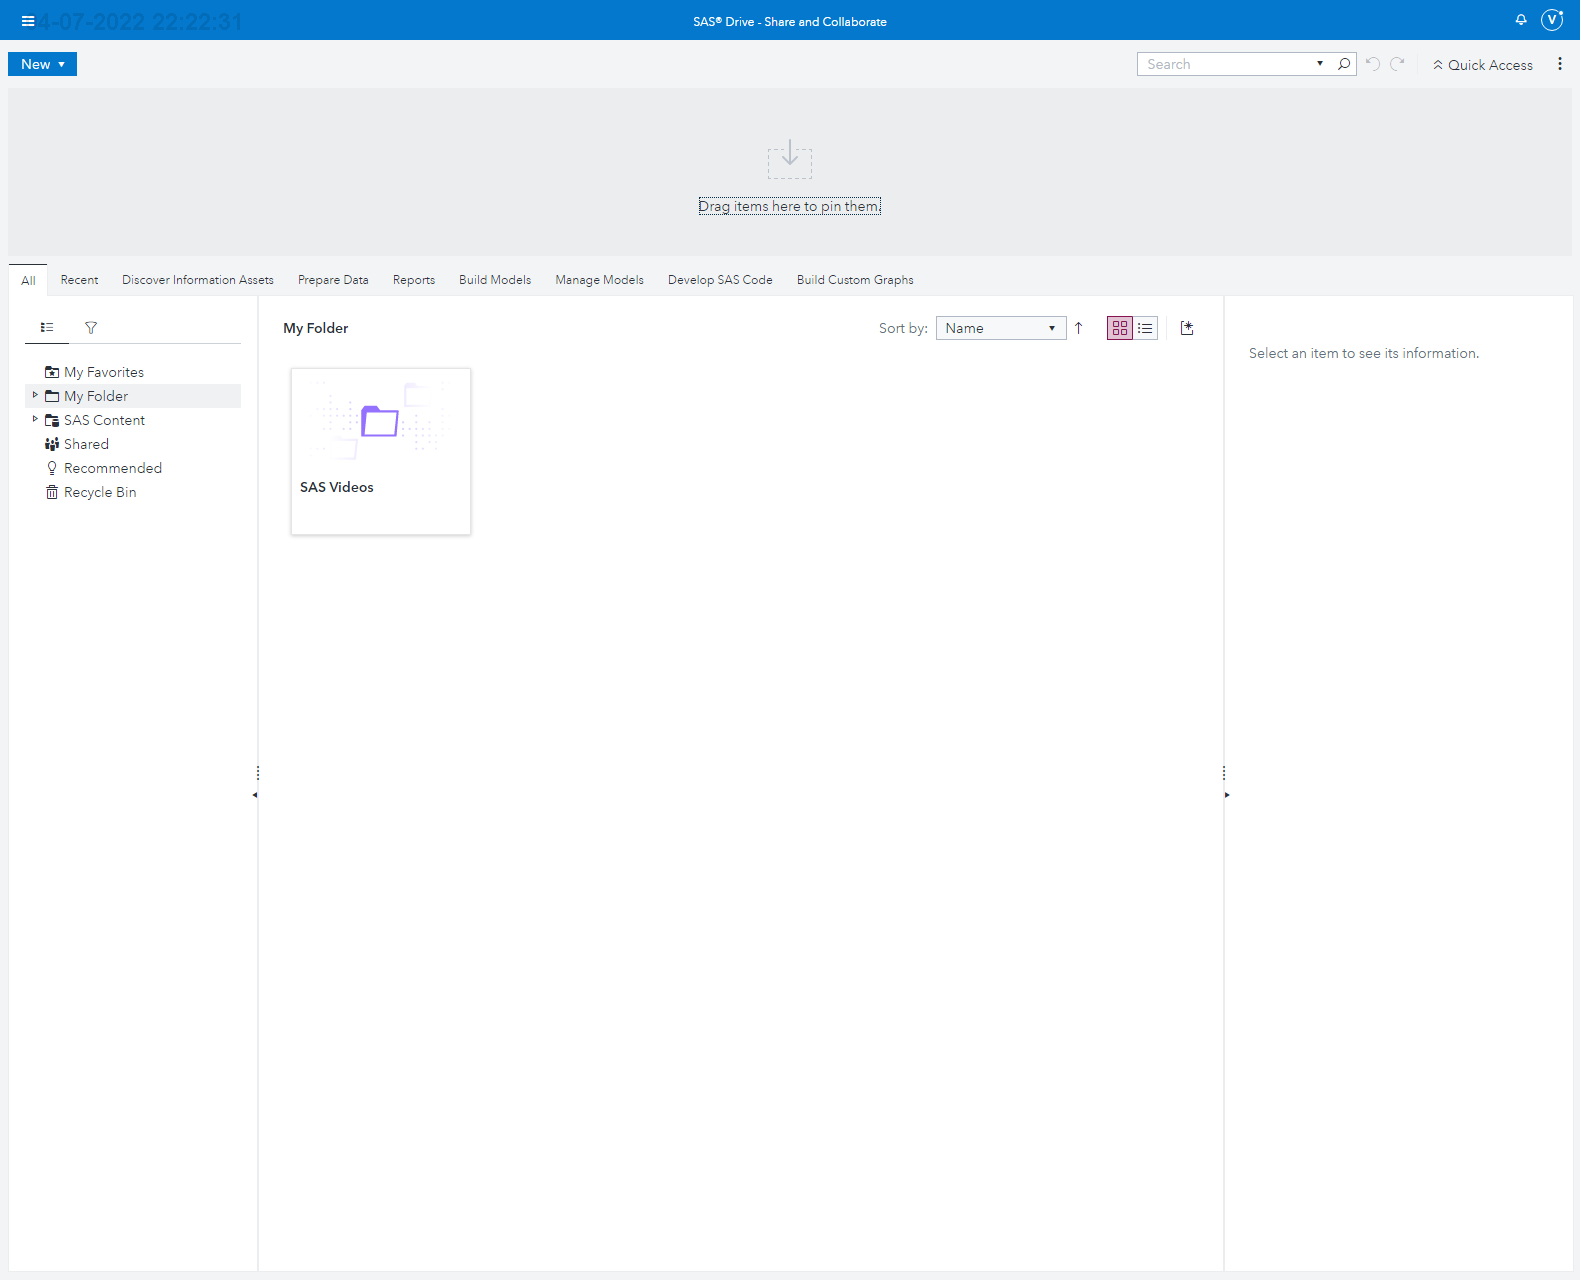 4-07-2022 22:22:31
SAS® Drive - Share and Collaborate
V
New
Search
Quick Access
Drag items here to pin them.
All
Recent
Discover Information Assets
Prepare Data
Reports
Build Models
Manage Models
Develop SAS Code
Build Custom Graphs
My Folder
Sort by:
Name
Select an item to see its information.
My Favorites
My Folder
SAS Content
Shared
Recommended
Recycle Bin
SAS Videos